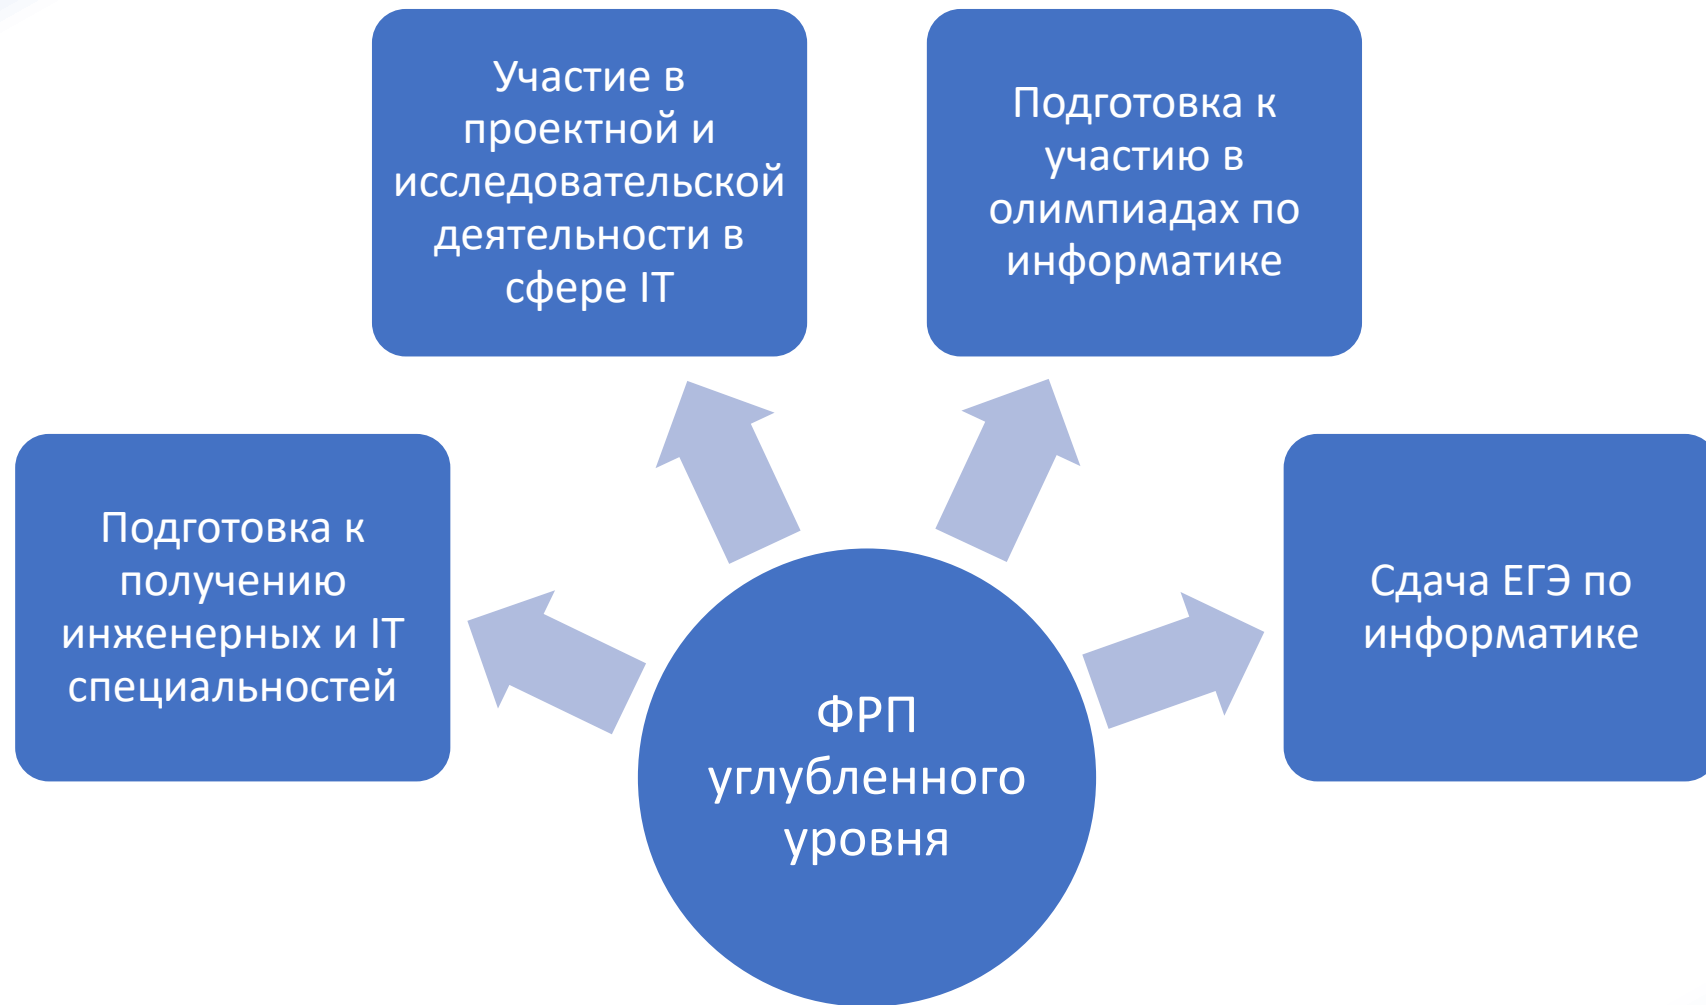 Участие в
проектной и
исследовательской
деятельности в
сфере IT
Подготовка к
участию в
олимпиадах по
информатике
Подготовка к
получению
инженерных и IT
специальностей
Сдача ЕГЭ по
информатике
ФРП
углубленного
уровня